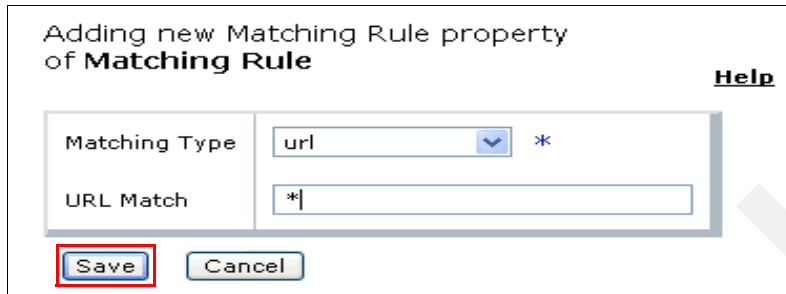 Adding new Matching Rule property
of Matching Rule
Help
Matching Type url *
URL Match *
Save Cancel